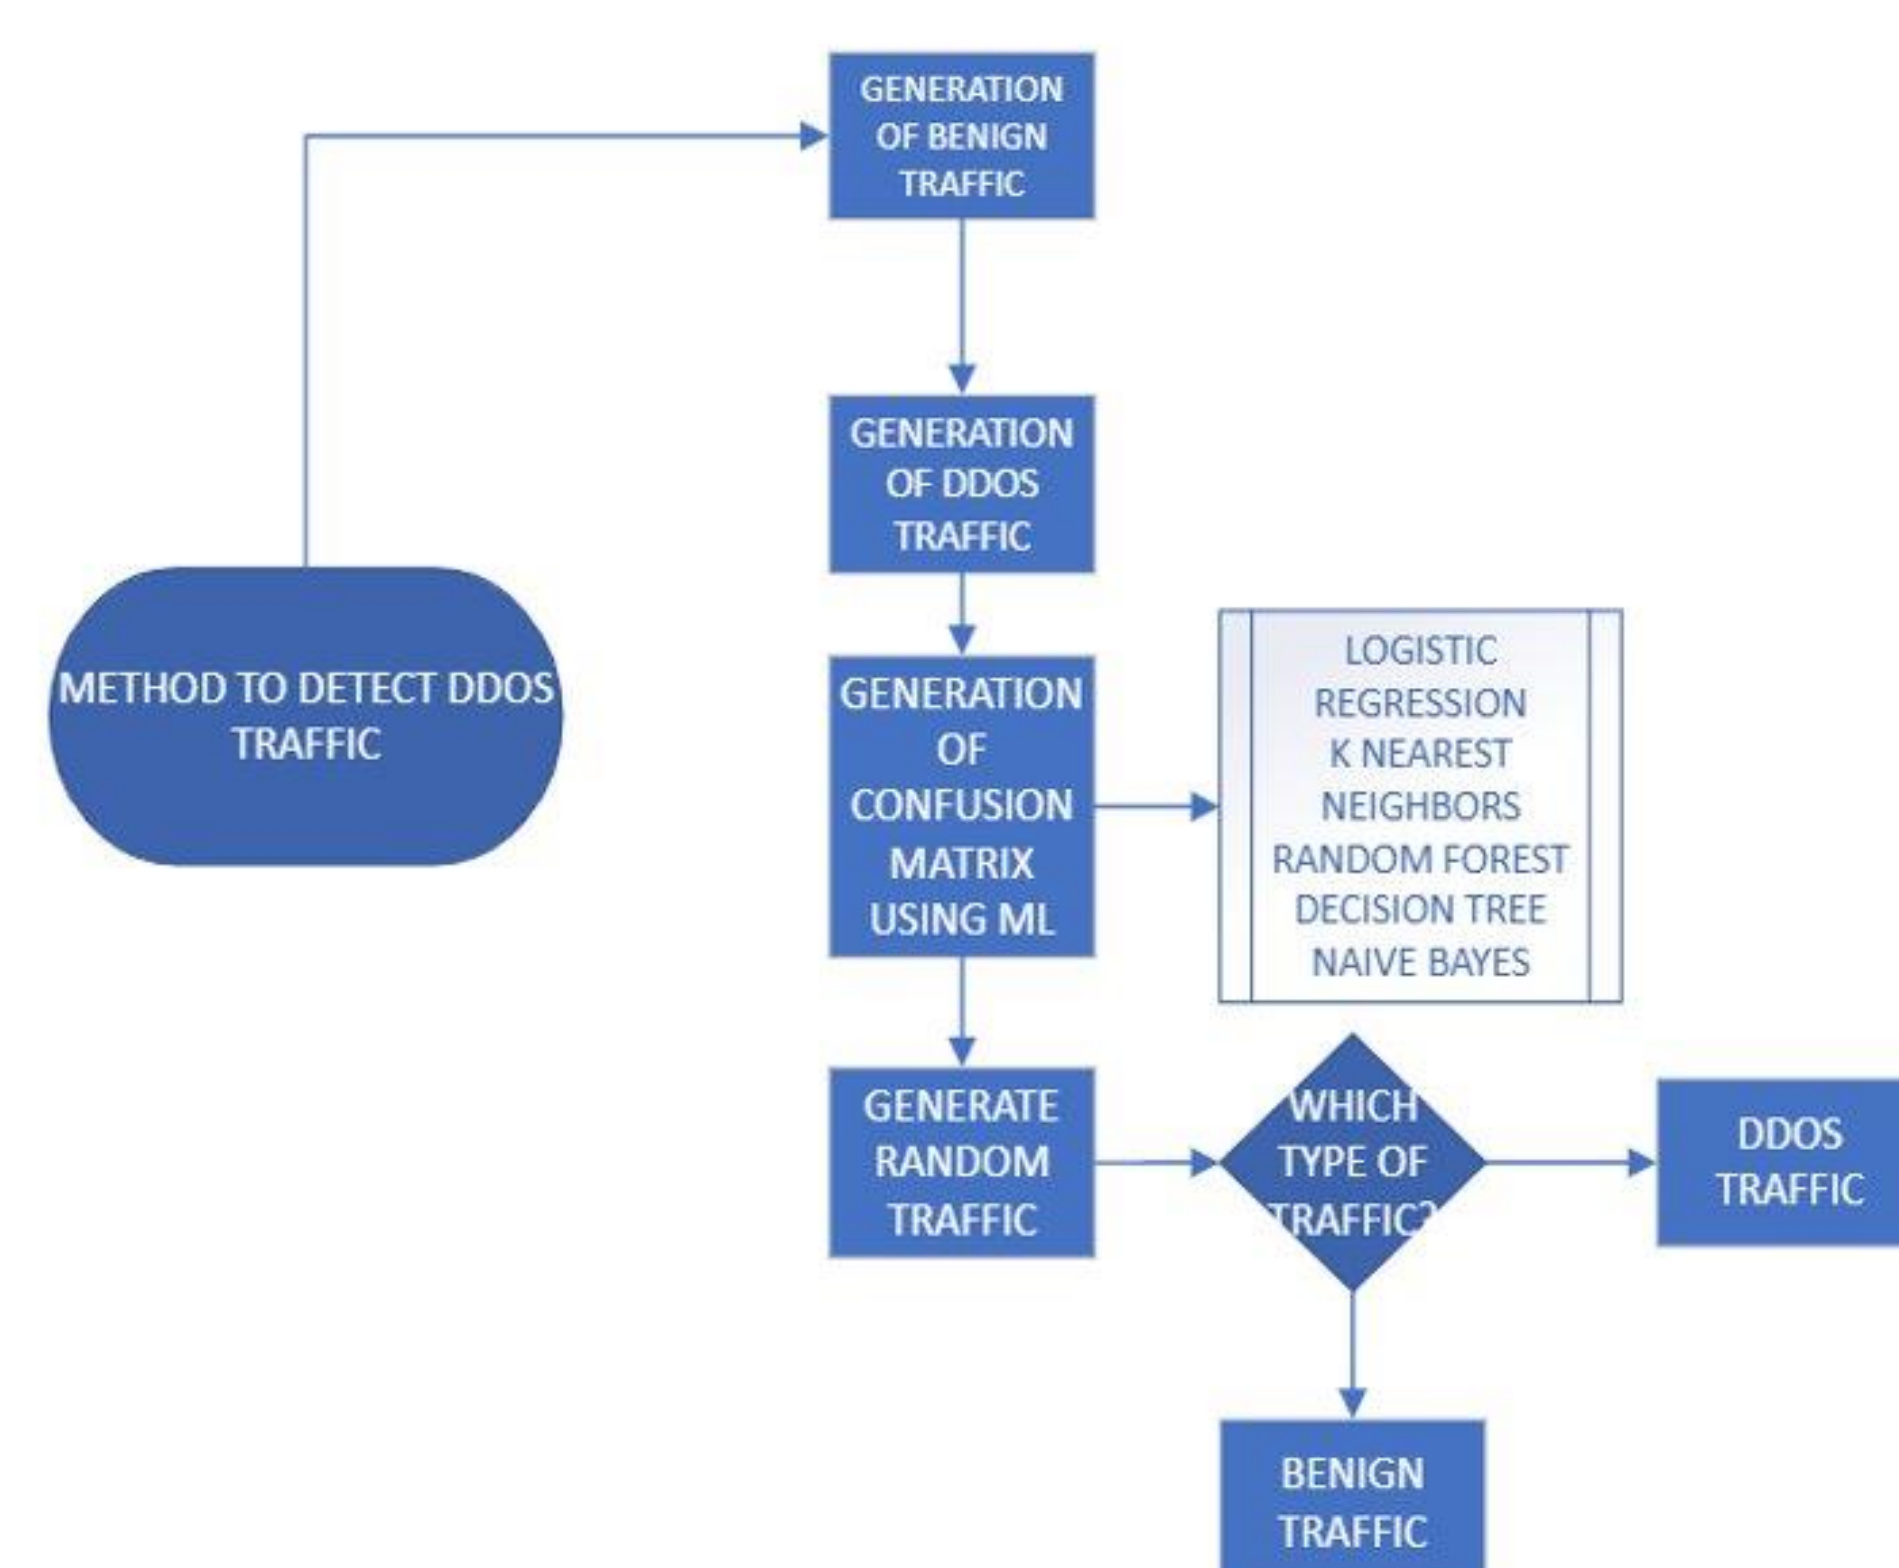 GENERATION
OF BENIGN
TRAFFIC
GENERATION
OF DDOS
TRAFFIC
METHOD TO DETECT DDOS
TRAFFIC
GENERATION
OF
CONFUSION
MATRIX
USING ML
LOGISTIC
REGRESSION
K NEAREST
NEIGHBORS
RANDOM FOREST
DECISION TREE
NAIVE BAYES
GENERATE
RANDOM
TRAFFIC
WHICH
TYPE OF
TRAFFIC?
DDOS
TRAFFIC
BENIGN
TRAFFIC